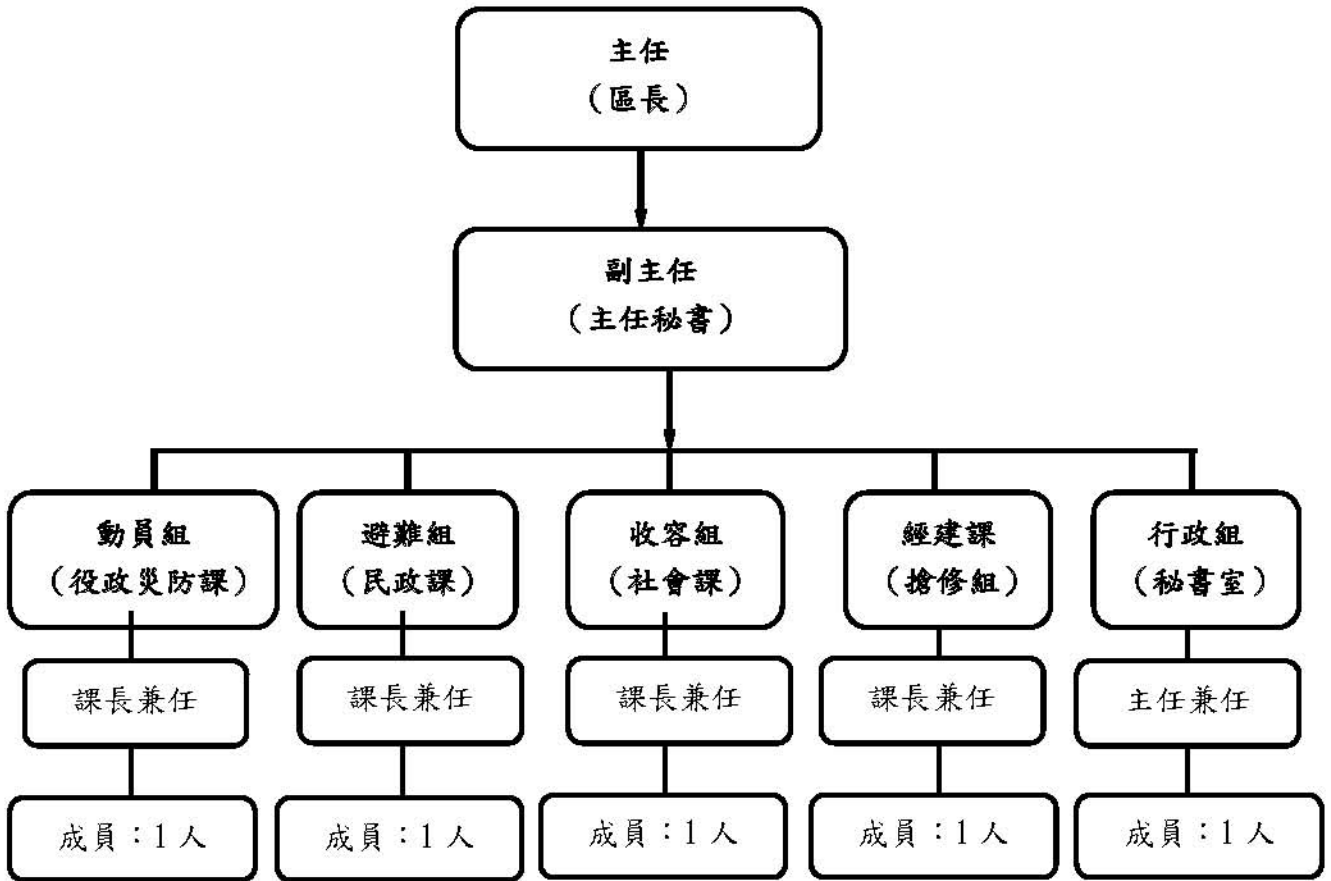 主任
（區長）
副主任
（主任秘書）
動員組
（役政災防課）
避難組
（民政課）
收容組
（社會課）
經建課
（搶修組）
行政組
（秘書室）
課長兼任
課長兼任
課長兼任
課長兼任
主任兼任
成員：1 人
成員：1 人
成員：1 人
成員：1 人
成員：1 人